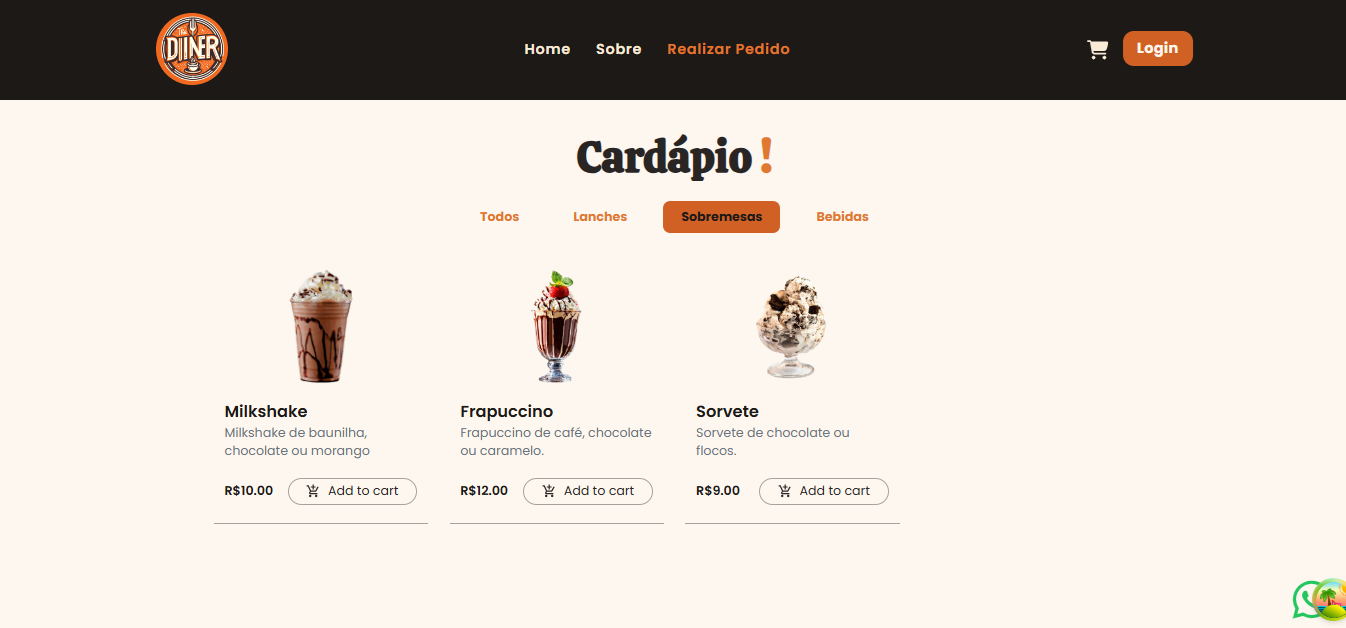 DINER
Home Sobre Realizar Pedido
Login
Cardápio !
Todos Lanches Sobremesas Bebidas
Milkshake
Milkshake de baunilha,
chocolate ou morango
R$10.00 Add to cart
Frapuccino
Frapuccino de café, chocolate
ou caramelo.
R$12.00 Add to cart
Sorvete
Sorvete de chocolate ou
flocos.
R$9.00 Add to cart